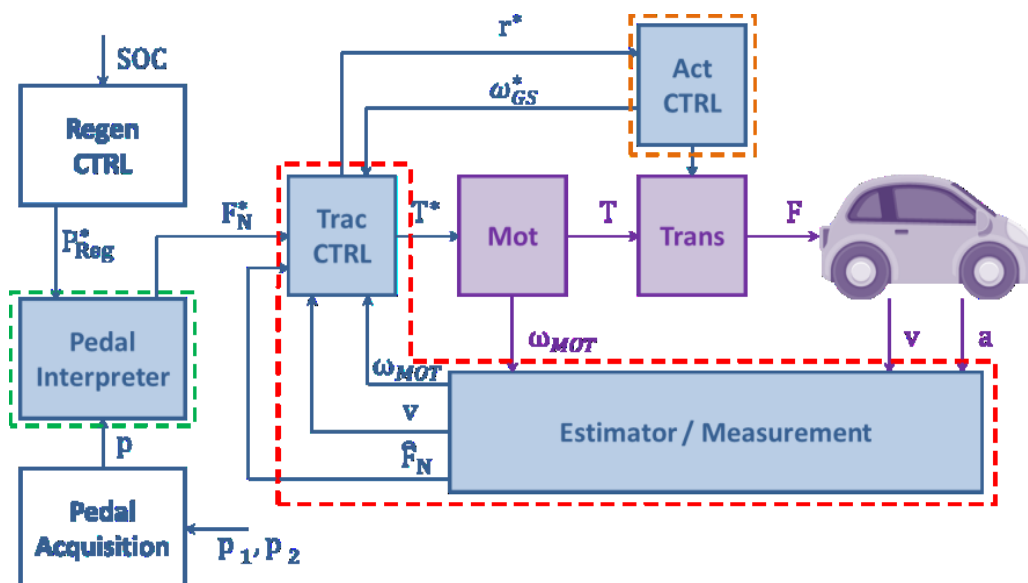 r*
SOC
Act
CTRL
ω*GS
Regen
CTRL
F*N
Trac
CTRL
T*
Mot
T
Trans
F
P*Reg
Pedal
Interpreter
ωMOT
v
a
ωMOT
v
F̂N
Estimator / Measurement
p
Pedal
Acquisition
p1, p2